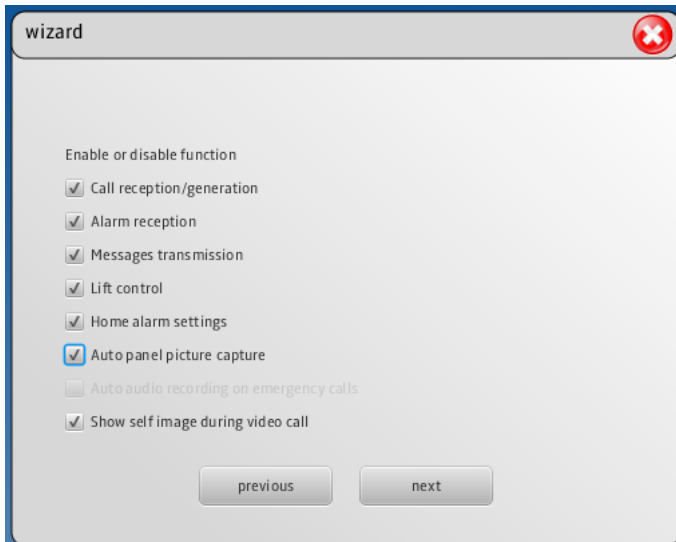 wizard
Enable or disable function
Call reception/generation
Alarm reception
Messages transmission
Lift control
Home alarm settings
Auto panel picture capture
Auto audio recording on emergency calls
Show self image during video call
previous next